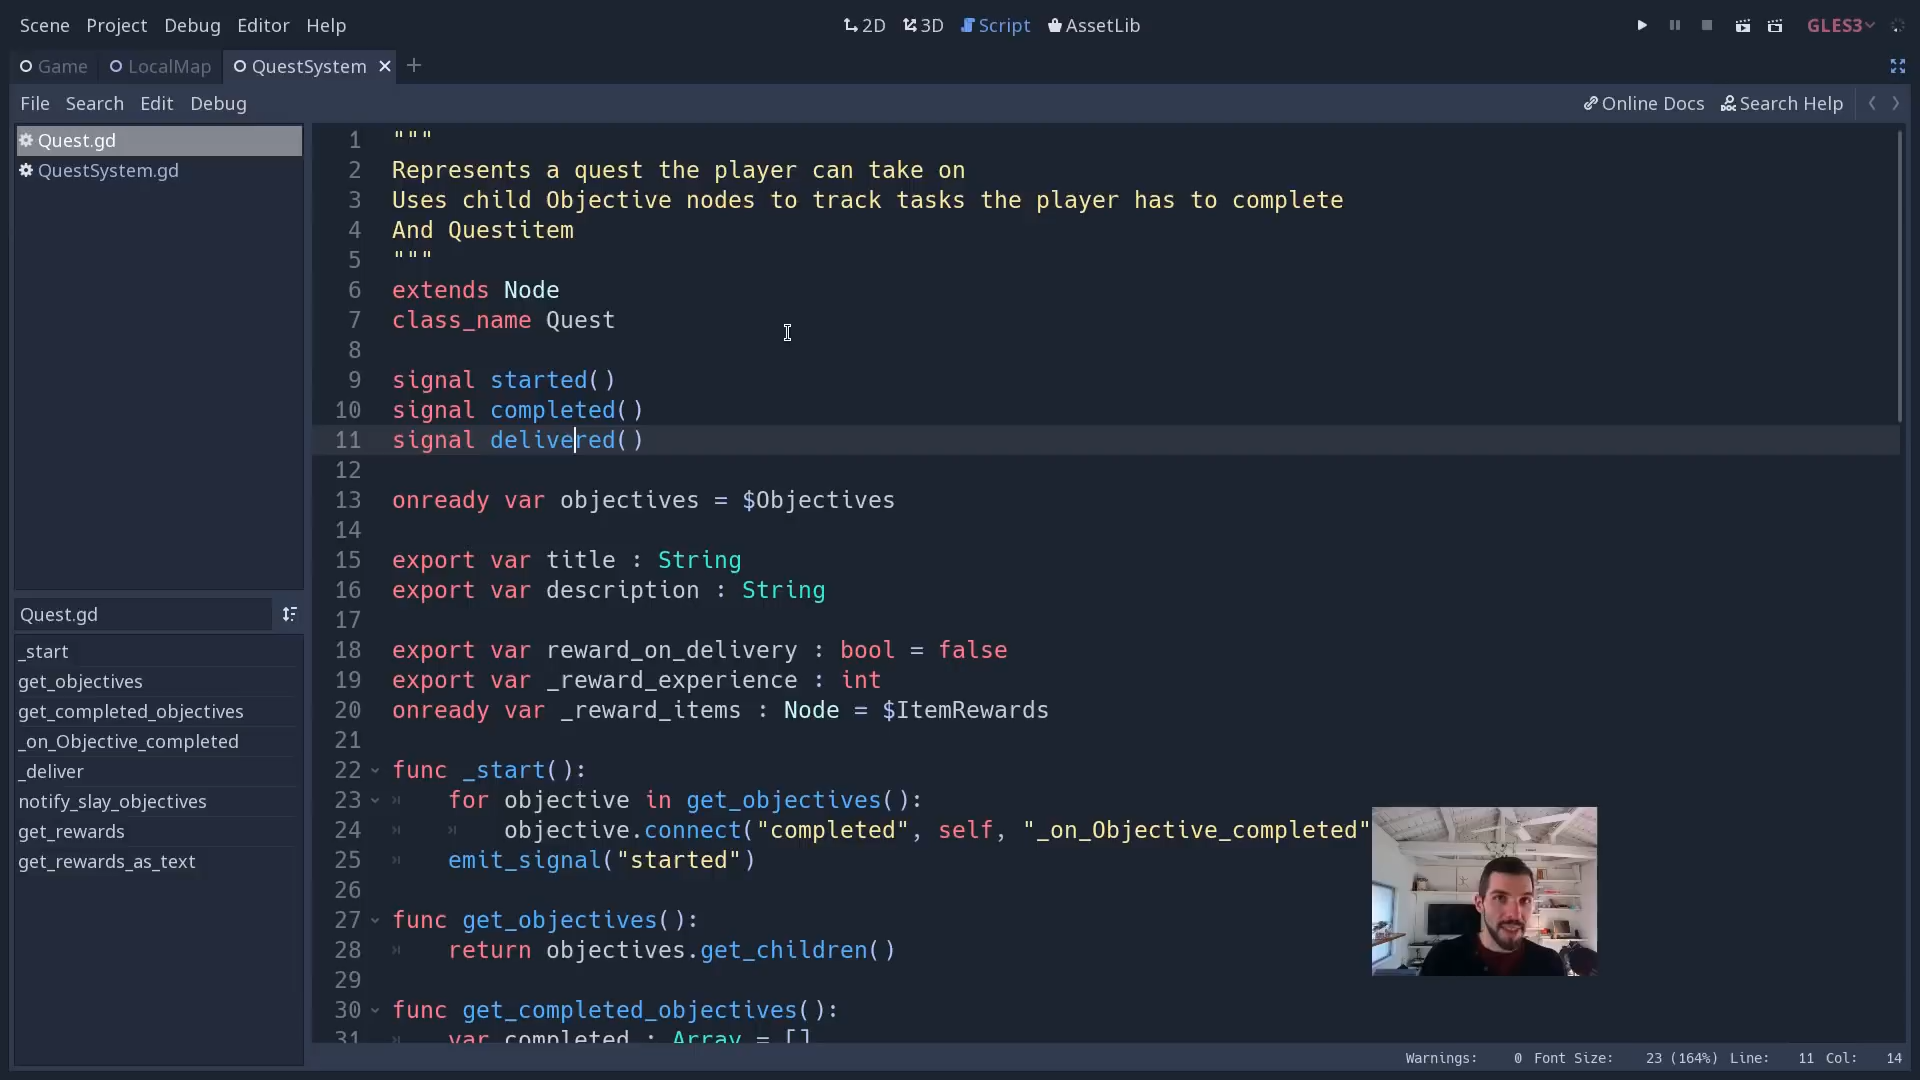 Scene Project Debug Editor Help 2D 3D Script AssetLib GLES3
Game LocalMap QuestSystem
File Search Edit Debug Online Docs Search Help
Quest.gd
QuestSystem.gd
Quest.gd
_start
get_objectives
get_completed_objectives
_on_Objective_completed
_deliver
notify_slay_objectives
get_rewards
get_rewards_as_text
1 """
2 Represents a quest the player can take on
3 Uses child Objective nodes to track tasks the player has to complete
4 And Questitem
5 """
6 extends Node
7 class_name Quest
8
9 signal started()
10 signal completed()
11 signal delivered()
12
13 onready var objectives = $Objectives
14
15 export var title : String
16 export var description : String
17
18 export var reward_on_delivery : bool = false
19 export var _reward_experience : int
20 onready var _reward_items : Node = $ItemRewards
21
22 func _start():
23 for objective in get_objectives():
24 objective.connect("completed", self, "_on_Objective_completed"
25 emit_signal("started")
26
27 func get_objectives():
28 return objectives.get_children()
29
30 func get_completed_objectives():
31 var completed : Array = []
Warnings: 0 Font Size: 23 (164%) Line: 11 Col: 14